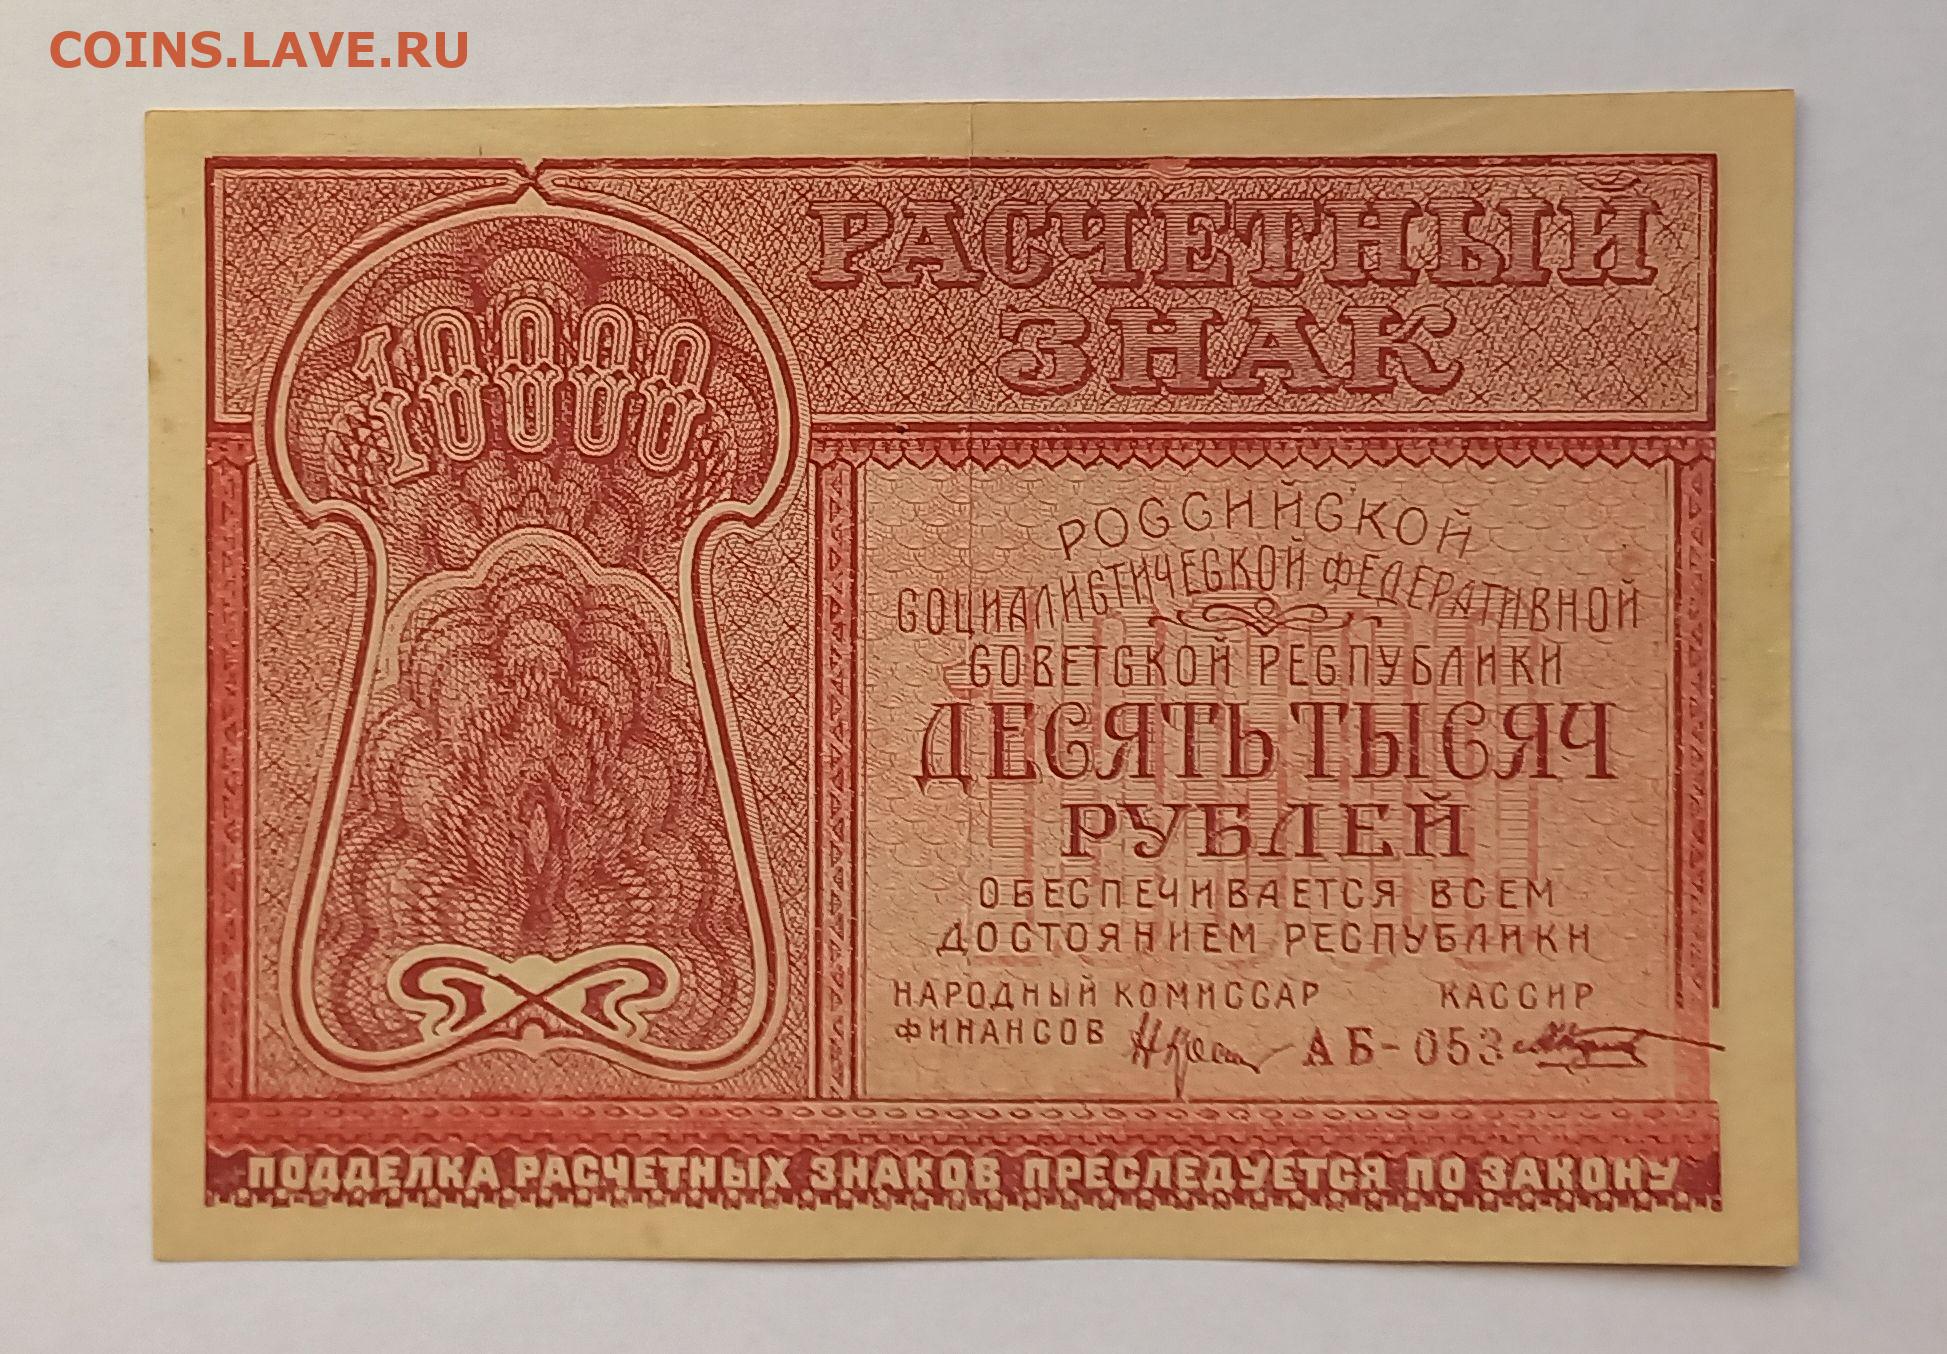 COINS.LAVE.RU
РАСЧЕТНЫЙ
ЗНАК
10000
РОССИЙСКОЙ
СОЦИАЛИСТИЧЕСКОЙ ФЕДЕРАТИВНОЙ
СОВЕТСКОЙ РЕСПУБЛИКИ
ДЕСЯТЬ ТЫСЯЧ
РУБЛЕЙ
ОБЕСПЕЧИВАЕТСЯ ВСЕМ
ДОСТОЯНИЕМ РЕСПУБЛИКИ
НАРОДНЫЙ КОМИССАР КАССИР
ФИНАНСОВ АБ-053
ПОДДЕЛКА РАСЧЕТНЫХ ЗНАКОВ ПРЕСЛЕДУЕТСЯ ПО ЗАКОНУ